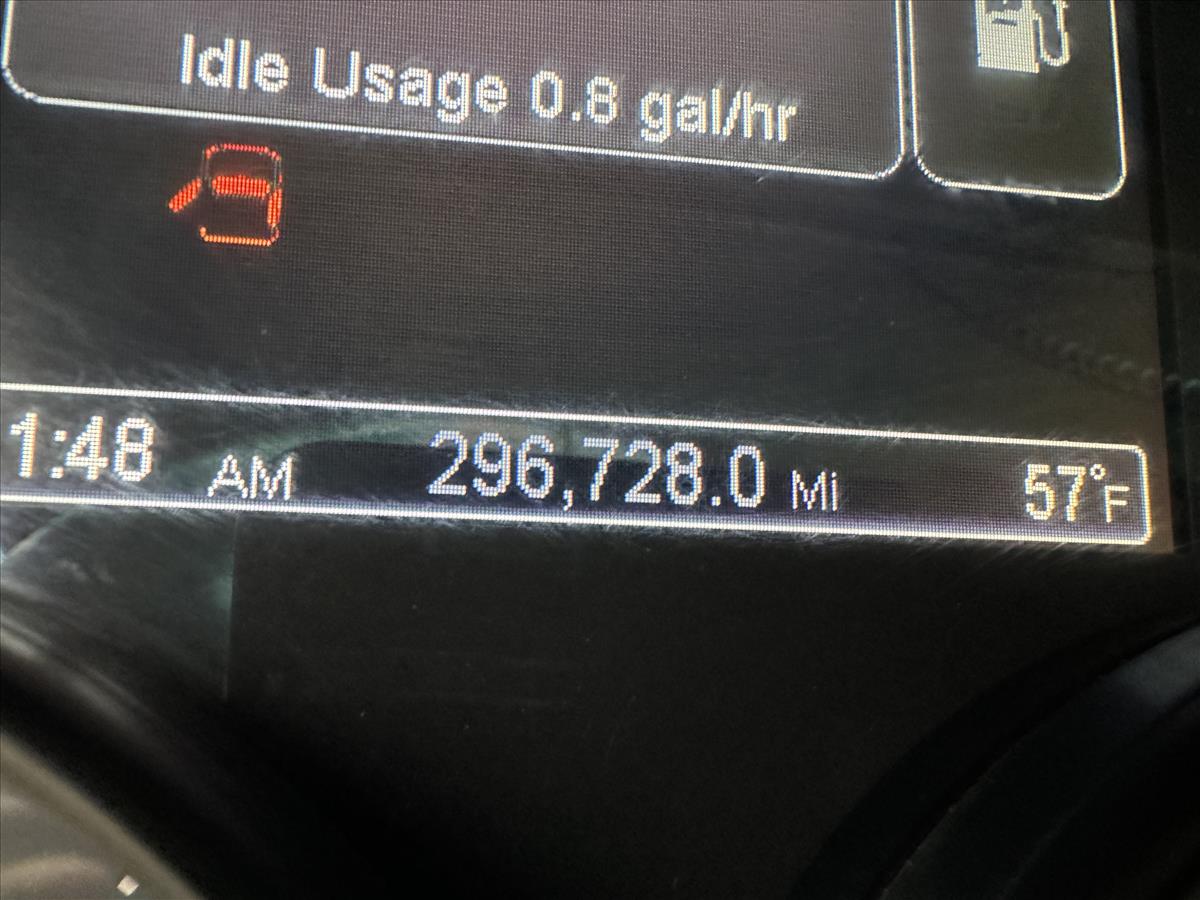 Idle Usage 0.8 gal/hr
1:48 AM 296,728.0 Mi 57°F